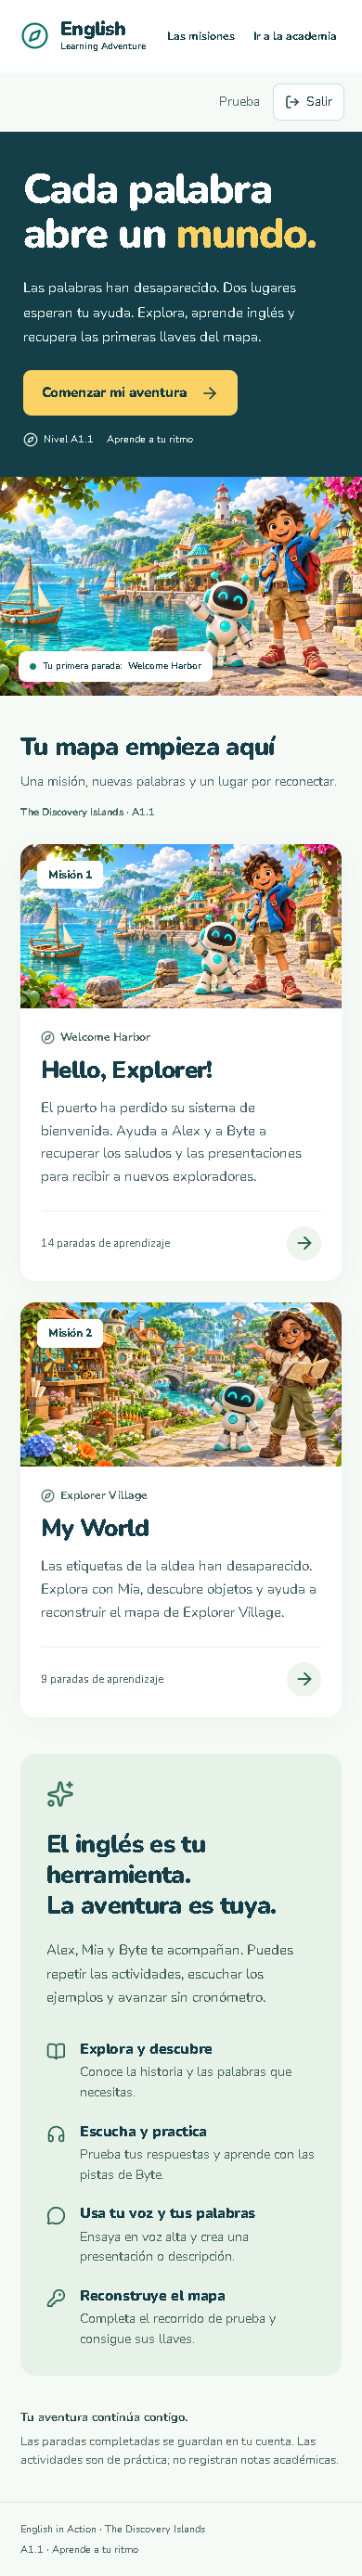 English
Learning Adventure
Las misiones
Ir a la academia
Prueba
Salir
Cada palabra
abre un mundo.
Las palabras han desaparecido. Dos lugares
esperan tu ayuda. Explora, aprende inglés y
recupera las primeras llaves del mapa.
Comenzar mi aventura
Nivel A1.1 Aprende a tu ritmo
Tu primera parada: Welcome Harbor
Tu mapa empieza aquí
Una misión, nuevas palabras y un lugar por reconectar.
The Discovery Islands · A1.1
Misión 1
Welcome Harbor
Hello, Explorer!
El puerto ha perdido su sistema de
bienvenida. Ayuda a Alex y a Byte a
recuperar los saludos y las presentaciones
para recibir a nuevos exploradores.
14 paradas de aprendizaje
Misión 2
Explorer Village
My World
Las etiquetas de la aldea han desaparecido.
Explora con Mia, descubre objetos y ayuda a
reconstruir el mapa de Explorer Village.
9 paradas de aprendizaje
El inglés es tu
herramienta.
La aventura es tuya.
Alex, Mia y Byte te acompañan. Puedes
repetir las actividades, escuchar los
ejemplos y avanzar sin cronómetro.
Explora y descubre
Conoce la historia y las palabras que
necesitas.
Escucha y practica
Prueba tus respuestas y aprende con las
pistas de Byte.
Usa tu voz y tus palabras
Ensaya en voz alta y crea una
presentación o descripción.
Reconstruye el mapa
Completa el recorrido de prueba y
consigue sus llaves.
Tu aventura continúa contigo.
Las paradas completadas se guardan en tu cuenta. Las
actividades son de práctica; no registran notas académicas.
English in Action · The Discovery Islands
A1.1 · Aprende a tu ritmo